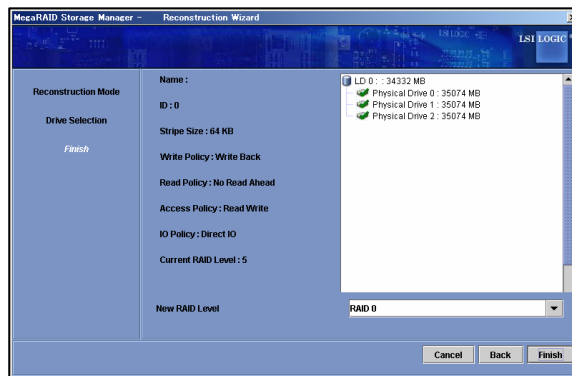 MegaRAID Storage Manager - Reconstruction Wizard
LSI LOGIC
Reconstruction Mode
Drive Selection
Finish
Name :
ID : 0
Stripe Size : 64 KB
Write Policy : Write Back
Read Policy : No Read Ahead
Access Policy : Read Write
IO Policy : Direct IO
Current RAID Level : 5
LD 0 : : 34332 MB
Physical Drive 0 : 35074 MB
Physical Drive 1 : 35074 MB
Physical Drive 2 : 35074 MB
New RAID Level
RAID 0
Cancel
Back
Finish